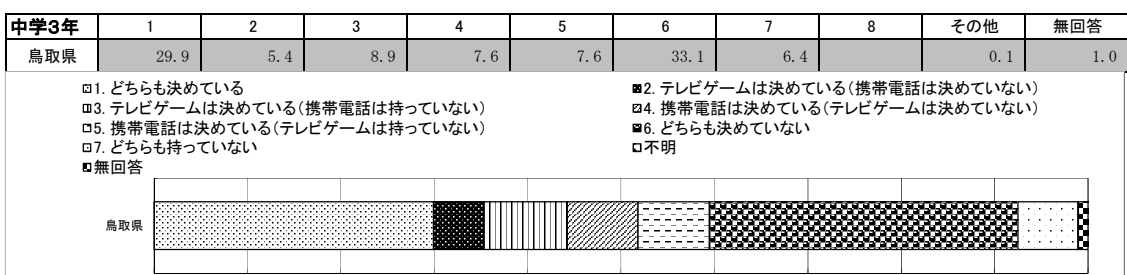 中学3年 1 2 3 4 5 6 7 8 その他 無回答
鳥取県 29.9 5.4 8.9 7.6 7.6 33.1 6.4 0.1 1.0
1. どちらも決めている
2. テレビゲームは決めている(携帯電話は決めていない)
3. テレビゲームは決めている(携帯電話は持っていない)
4. 携帯電話は決めている(テレビゲームは決めていない)
5. 携帯電話は決めている(テレビゲームは持っていない)
6. どちらも決めていない
7. どちらも持っていない
不明
無回答
鳥取県